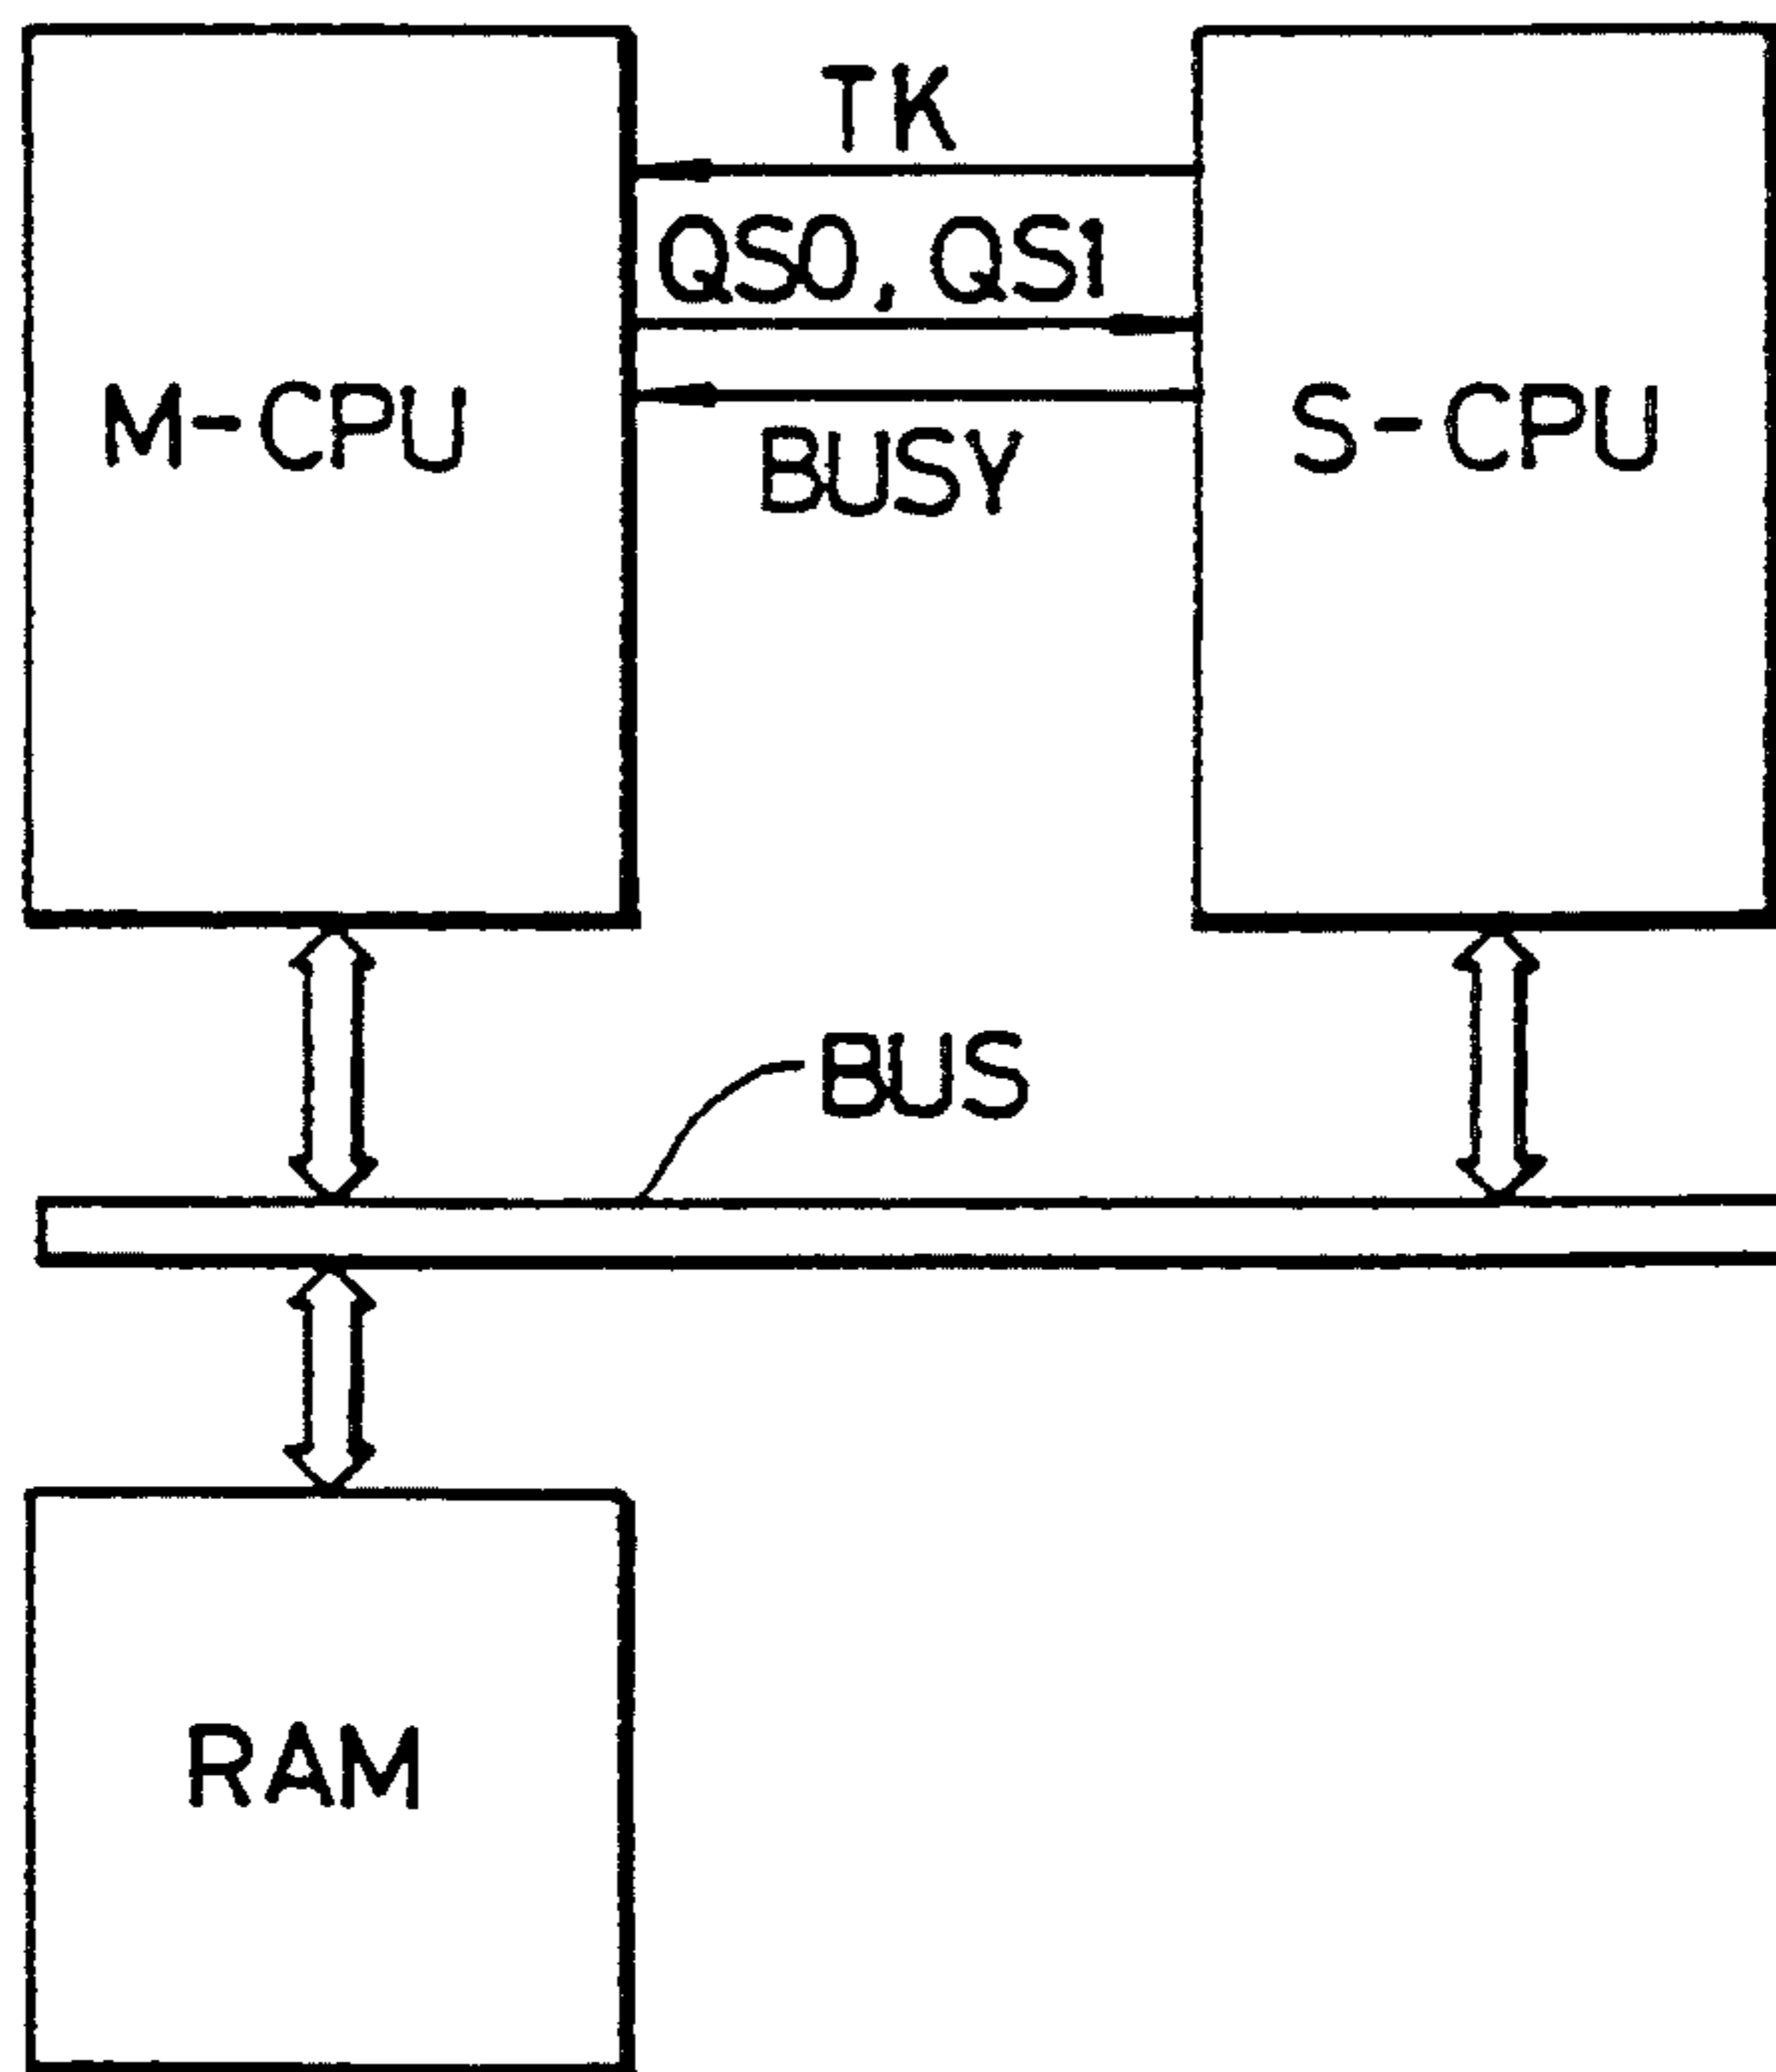 TK
QS0, QS1
M-CPU
S-CPU
BUSY
BUS
RAM